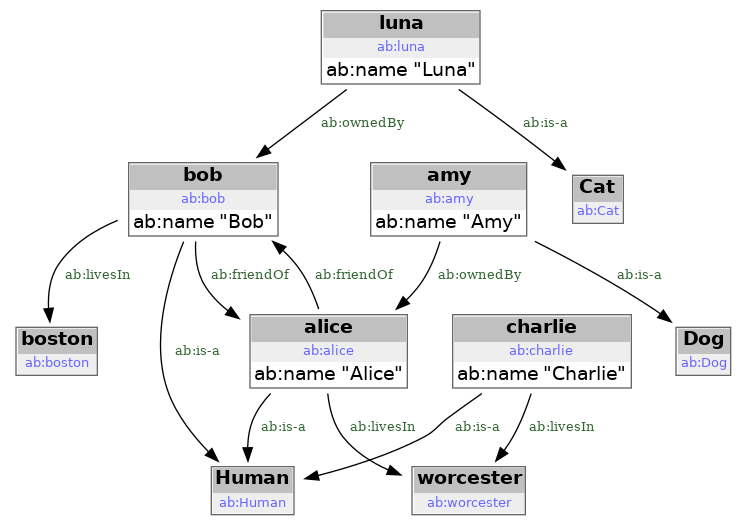 luna
ab:luna
ab:name "Luna"
ab:ownedBy
ab:is-a
bob
ab:bob
ab:name "Bob"
amy
ab:amy
ab:name "Amy"
Cat
ab:Cat
ab:livesIn
ab:friendOf
ab:friendOf
ab:ownedBy
ab:is-a
boston
ab:boston
ab:is-a
alice
ab:alice
ab:name "Alice"
charlie
ab:charlie
ab:name "Charlie"
Dog
ab:Dog
ab:is-a
ab:livesIn
ab:is-a
ab:livesIn
Human
ab:Human
worcester
ab:worcester